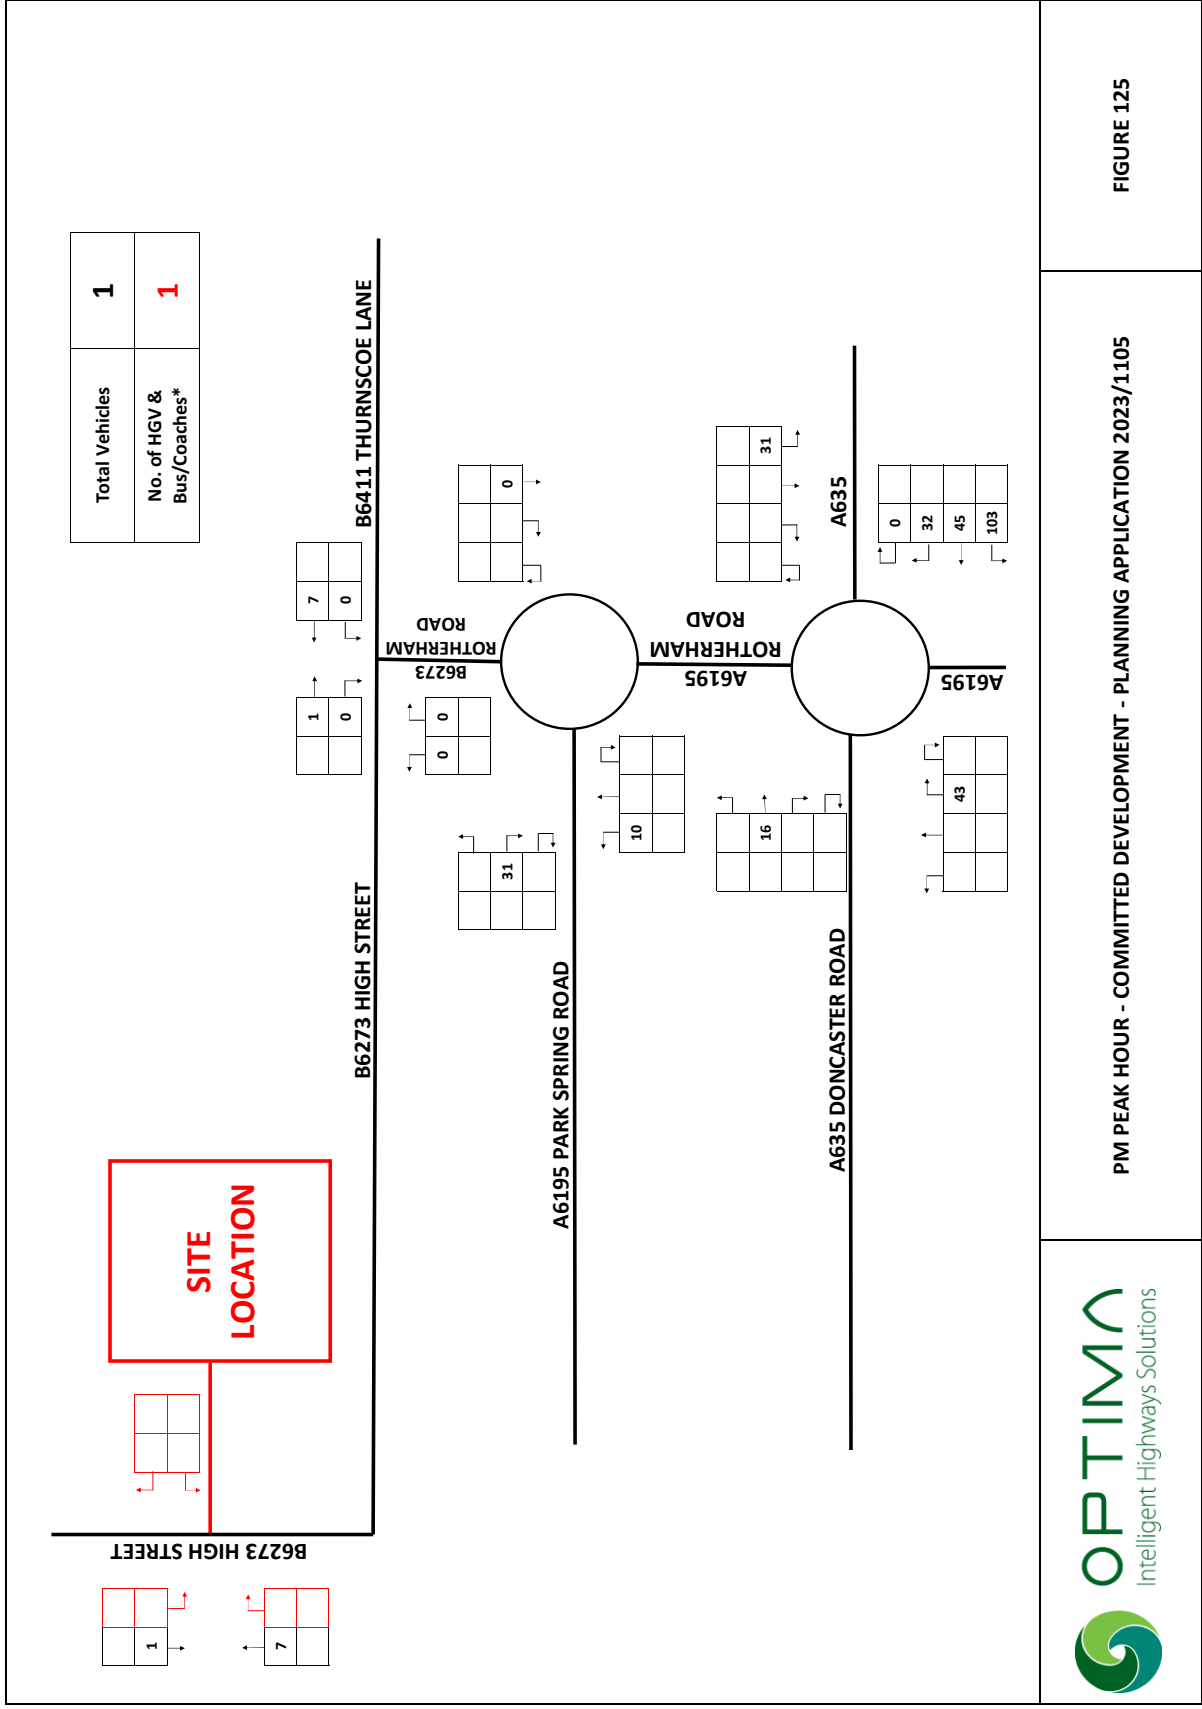 Total Vehicles
1
No. of HGV &
Bus/Coaches*
1
1
7
B6273 HIGH STREET
SITE
LOCATION
1
0
7
0
B6273 HIGH STREET
B6411 THURNSCOE LANE
B6273
ROTHERHAM
ROAD
0
0
31
0
A6195 PARK SPRING ROAD
10
A6195
ROTHERHAM
ROAD
16
31
A635 DONCASTER ROAD
A635
0
32
45
103
43
A6195
OPTIMA
Intelligent Highways Solutions
PM PEAK HOUR - COMMITTED DEVELOPMENT - PLANNING APPLICATION 2023/1105
FIGURE 125